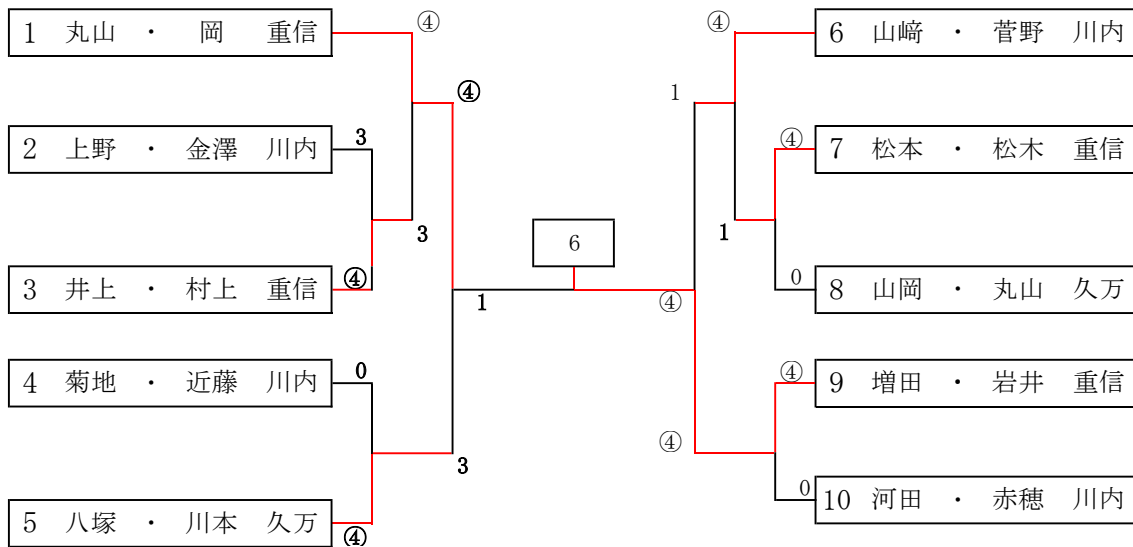 1 丸山 ・ 岡 重信
④
④
6 山﨑 ・ 菅野 川内
④
1
2 上野 ・ 金澤 川内
3
④
7 松本 ・ 松木 重信
3
6
1
3 井上 ・ 村上 重信
④
0
8 山岡 ・ 丸山 久万
1
④
4 菊地 ・ 近藤 川内
0
④
9 増田 ・ 岩井 重信
3
④
5 八塚 ・ 川本 久万
④
0
10 河田 ・ 赤穂 川内